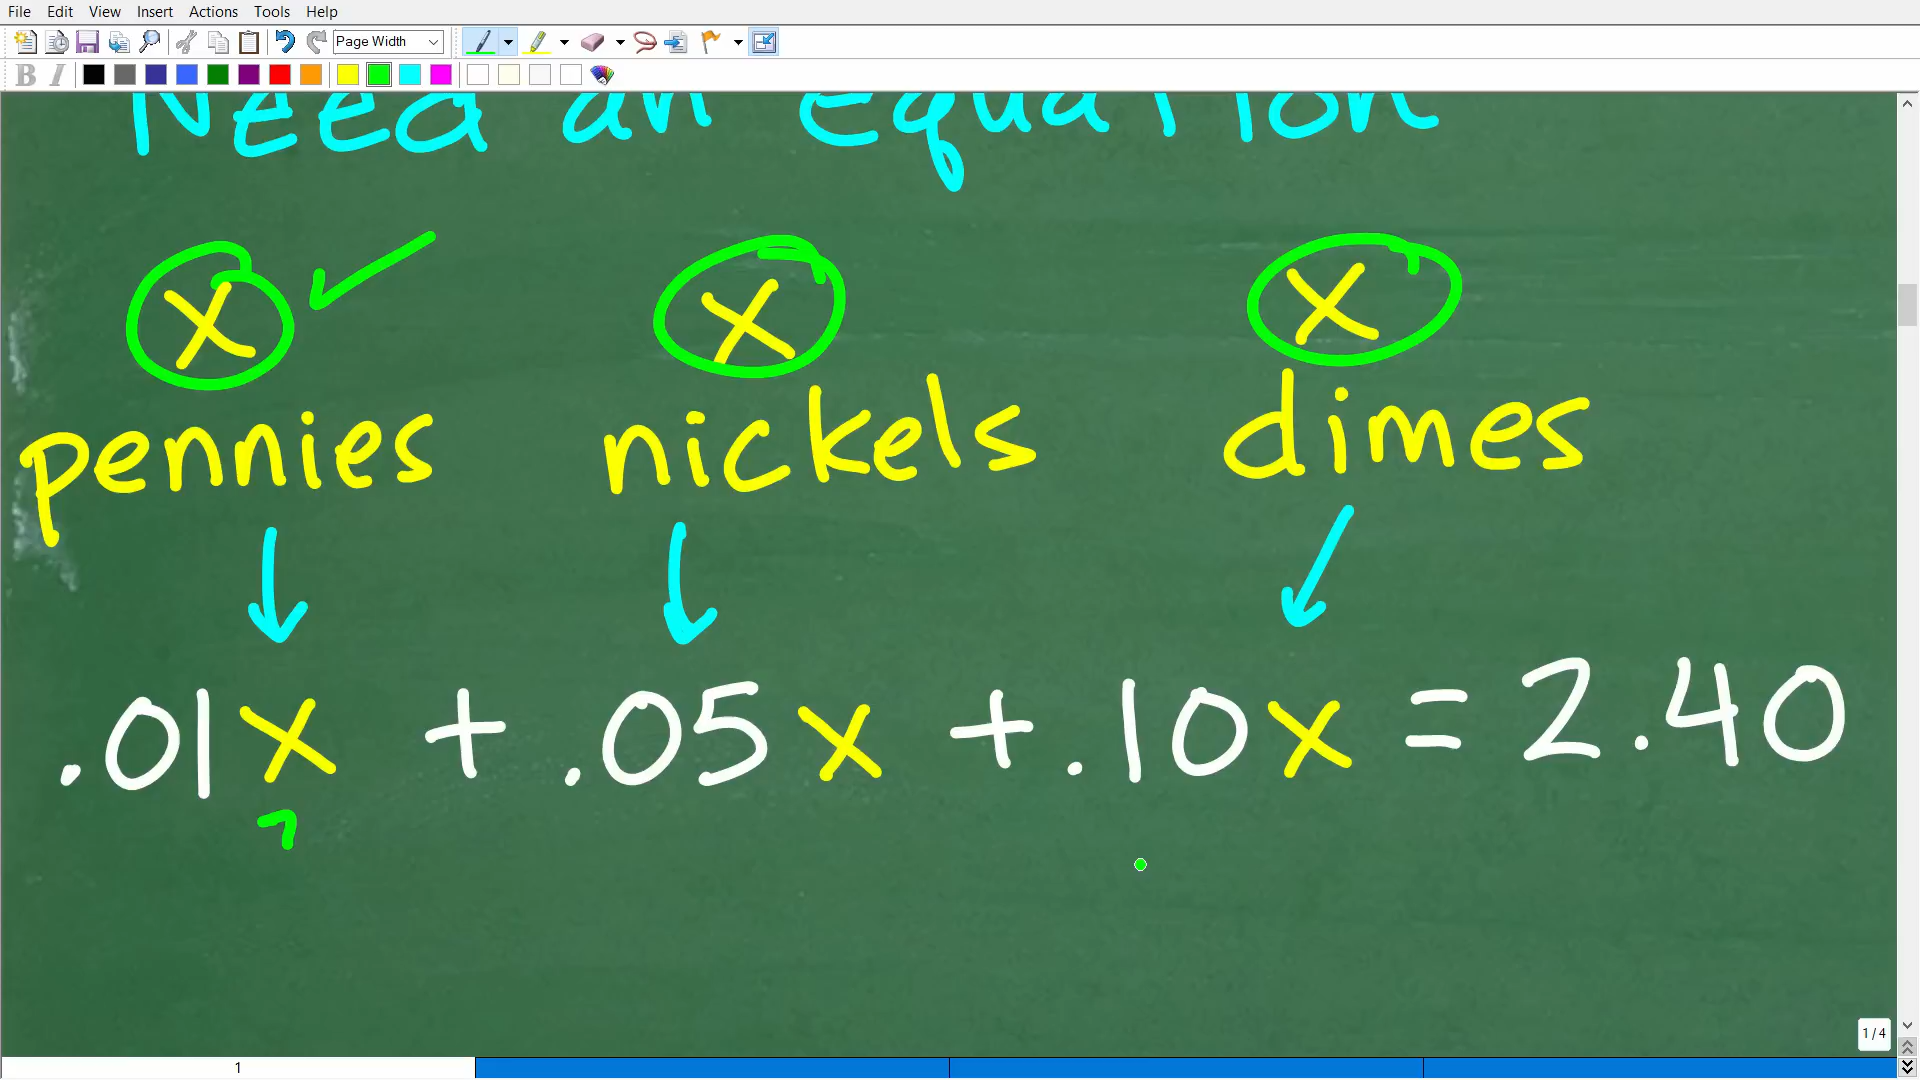 File Edit View Insert Actions Tools Help
Page Width
B I
Need an Equation
x x x
pennies nickels dimes
.01x + .05x + .10x = 2.40
1/4
1